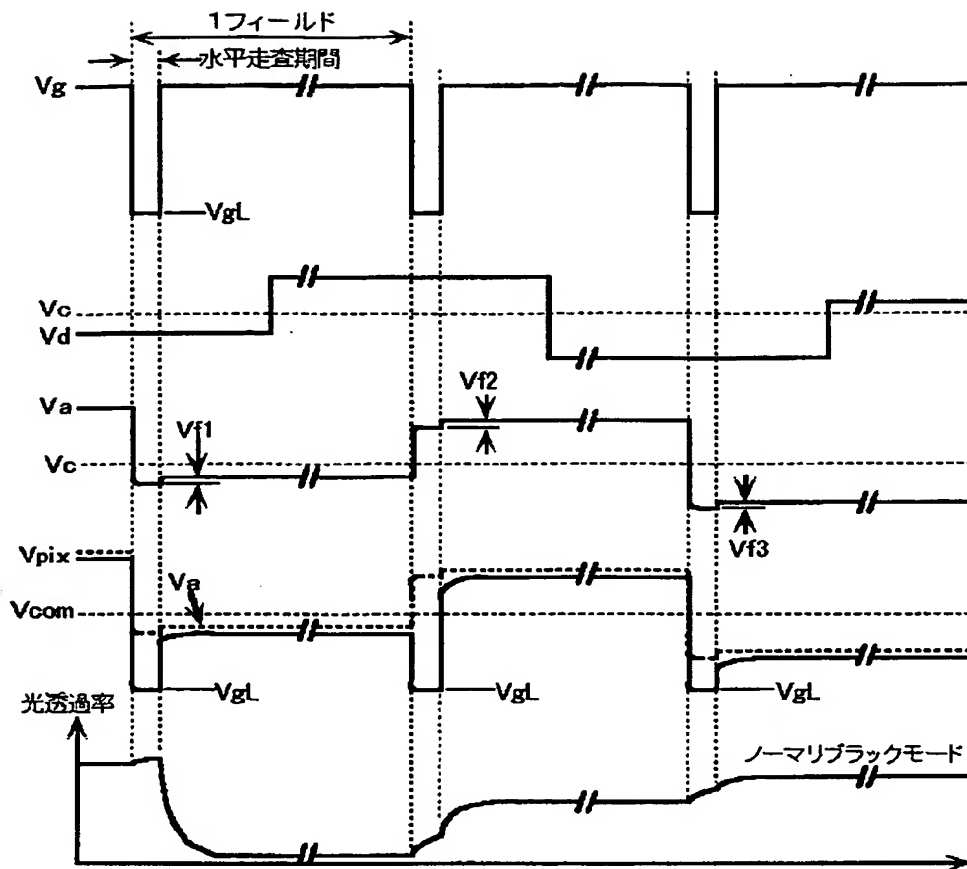 1フィールド
水平走査期間
Vg
VgL
Vc
Vd
Vf2
Va
Vf1
Vc
Vf3
Vpix
Va
Vcom
VgL
VgL
VgL
光透過率
ノーマリブラックモード